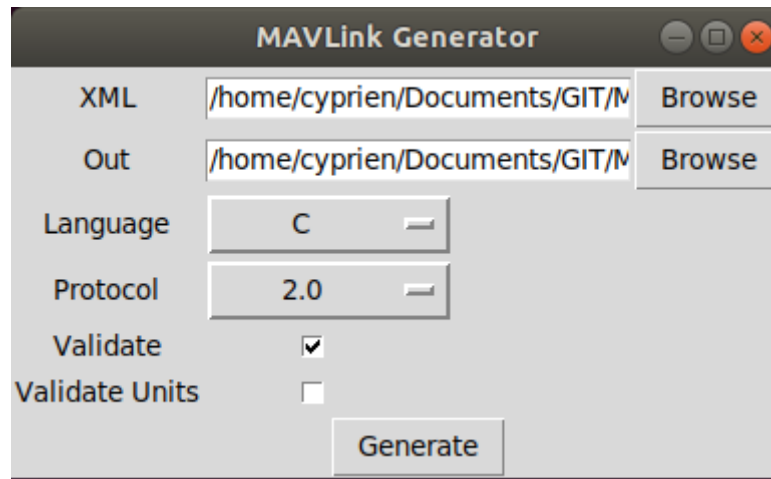 MAVLink Generator
XML /home/cyprien/Documents/GIT/M Browse
Out /home/cyprien/Documents/GIT/M Browse
Language C
Protocol 2.0
Validate
Validate Units
Generate